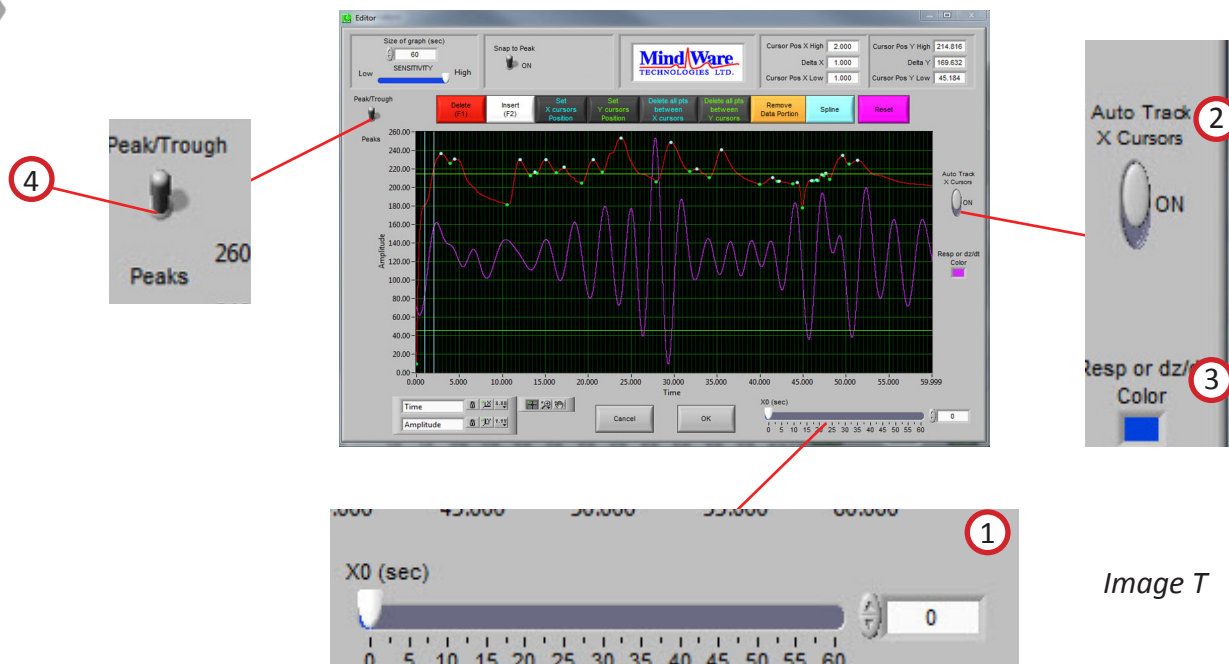 Editor
Size of graph (sec)
60
SENSITIVITY
Low
High
Snap to Peak
ON
MindWare
TECHNOLOGIES LTD.
Cursor Pos X High 2.000
Delta X 1.000
Cursor Pos X Low 1.000
Cursor Pos Y High 214.816
Delta Y 169.632
Cursor Pos Y Low 45.184
Peak/Trough
Peaks
Delete (F1)
Insert (F2)
Set X cursors Position
Set Y cursors Position
Delete all pts between X cursors
Delete all pts between Y cursors
Remove Data Portion
Spline
Reset
260.00
240.00
220.00
200.00
180.00
160.00
140.00
120.00
100.00
80.00
60.00
40.00
20.00
0.00
Amplitude
0.000 5.000 10.000 15.000 20.000 25.000 30.000 35.000 40.000 45.000 50.000 55.000 59.999
Time
Auto Track
X Cursors
ON
Resp or dz/dt
Color
Time
Amplitude
Cancel
OK
X0 (sec)
0 5 10 15 20 25 30 35 40 45 50 55 60
0
4
Peak/Trough
260
Peaks
2
Auto Track
X Cursors
ON
3
Resp or dz/
Color
1
X0 (sec)
0 5 10 15 20 25 30 35 40 45 50 55 60
0
Image T